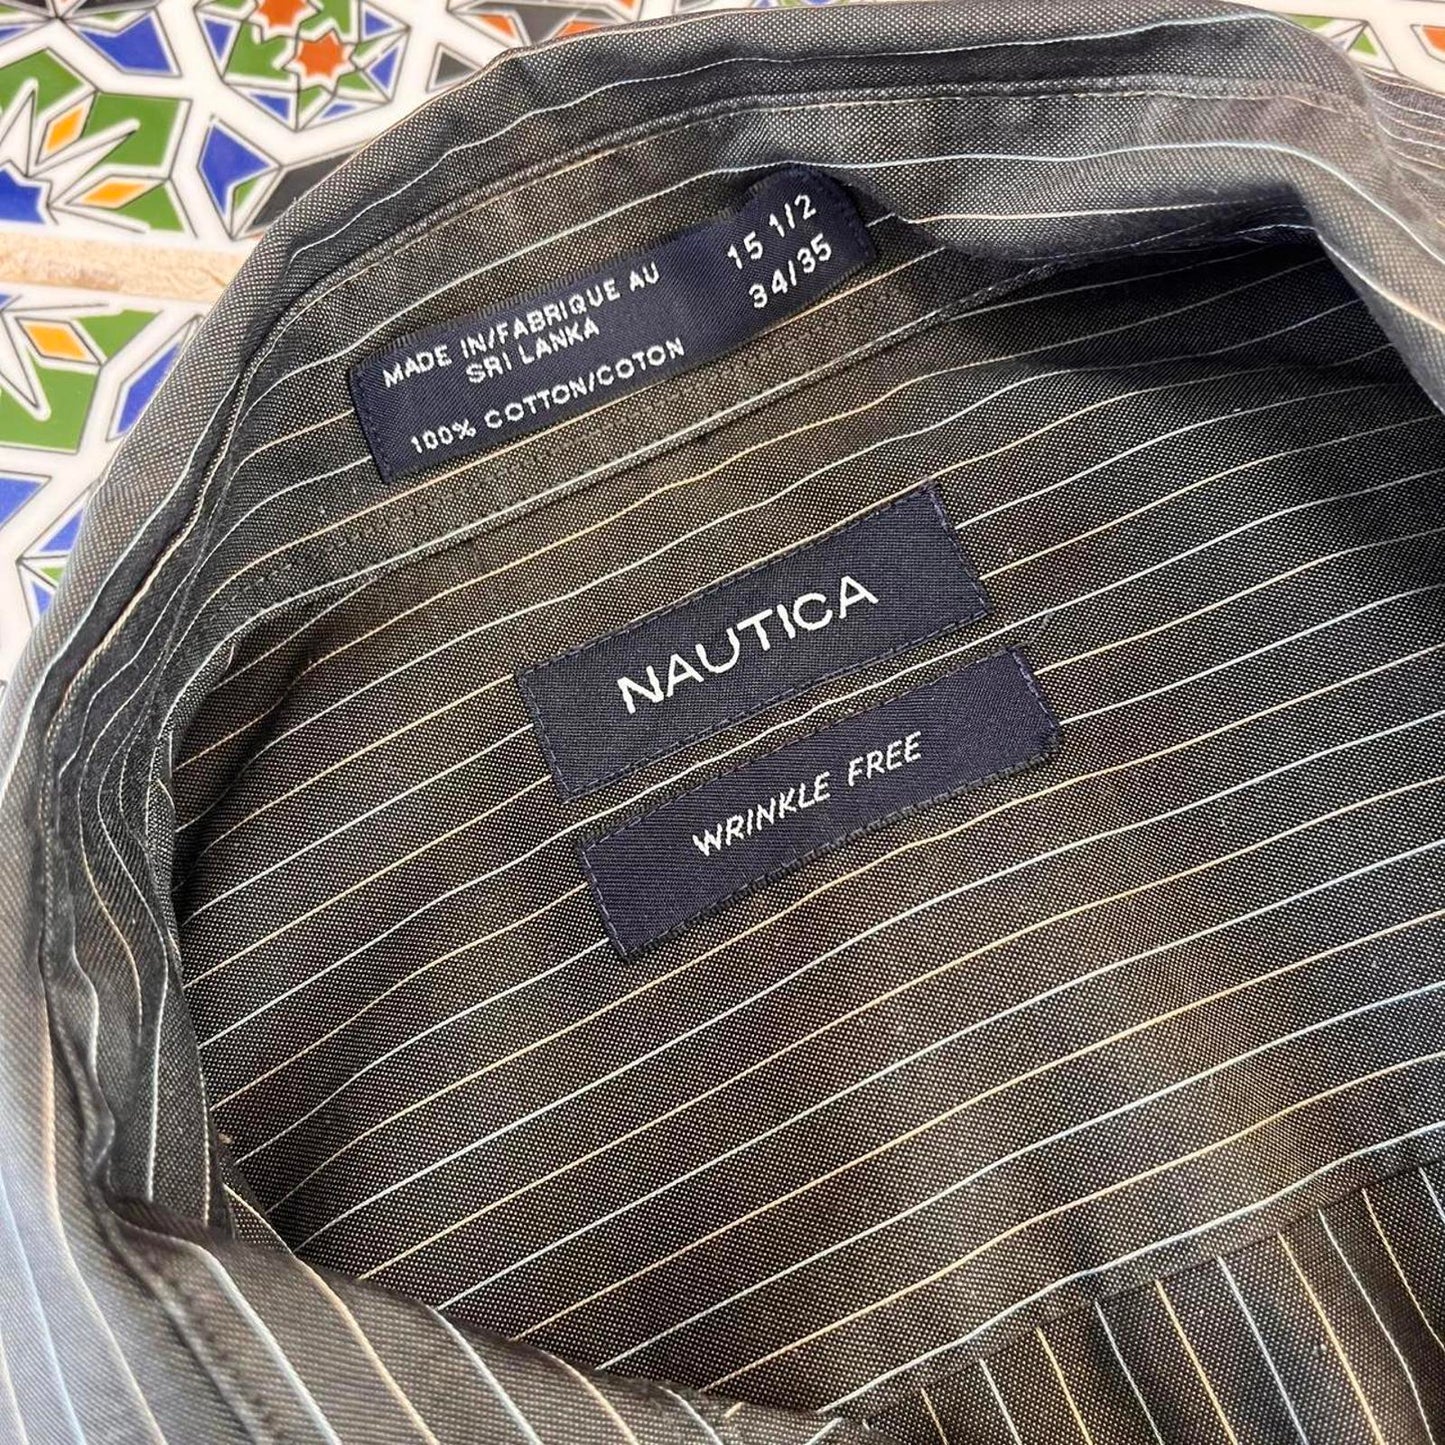 MADE IN/FABRIQUE AU
SRI LANKA
100% COTTON/COTON
15 1/2
34/35
NAUTICA
WRINKLE FREE